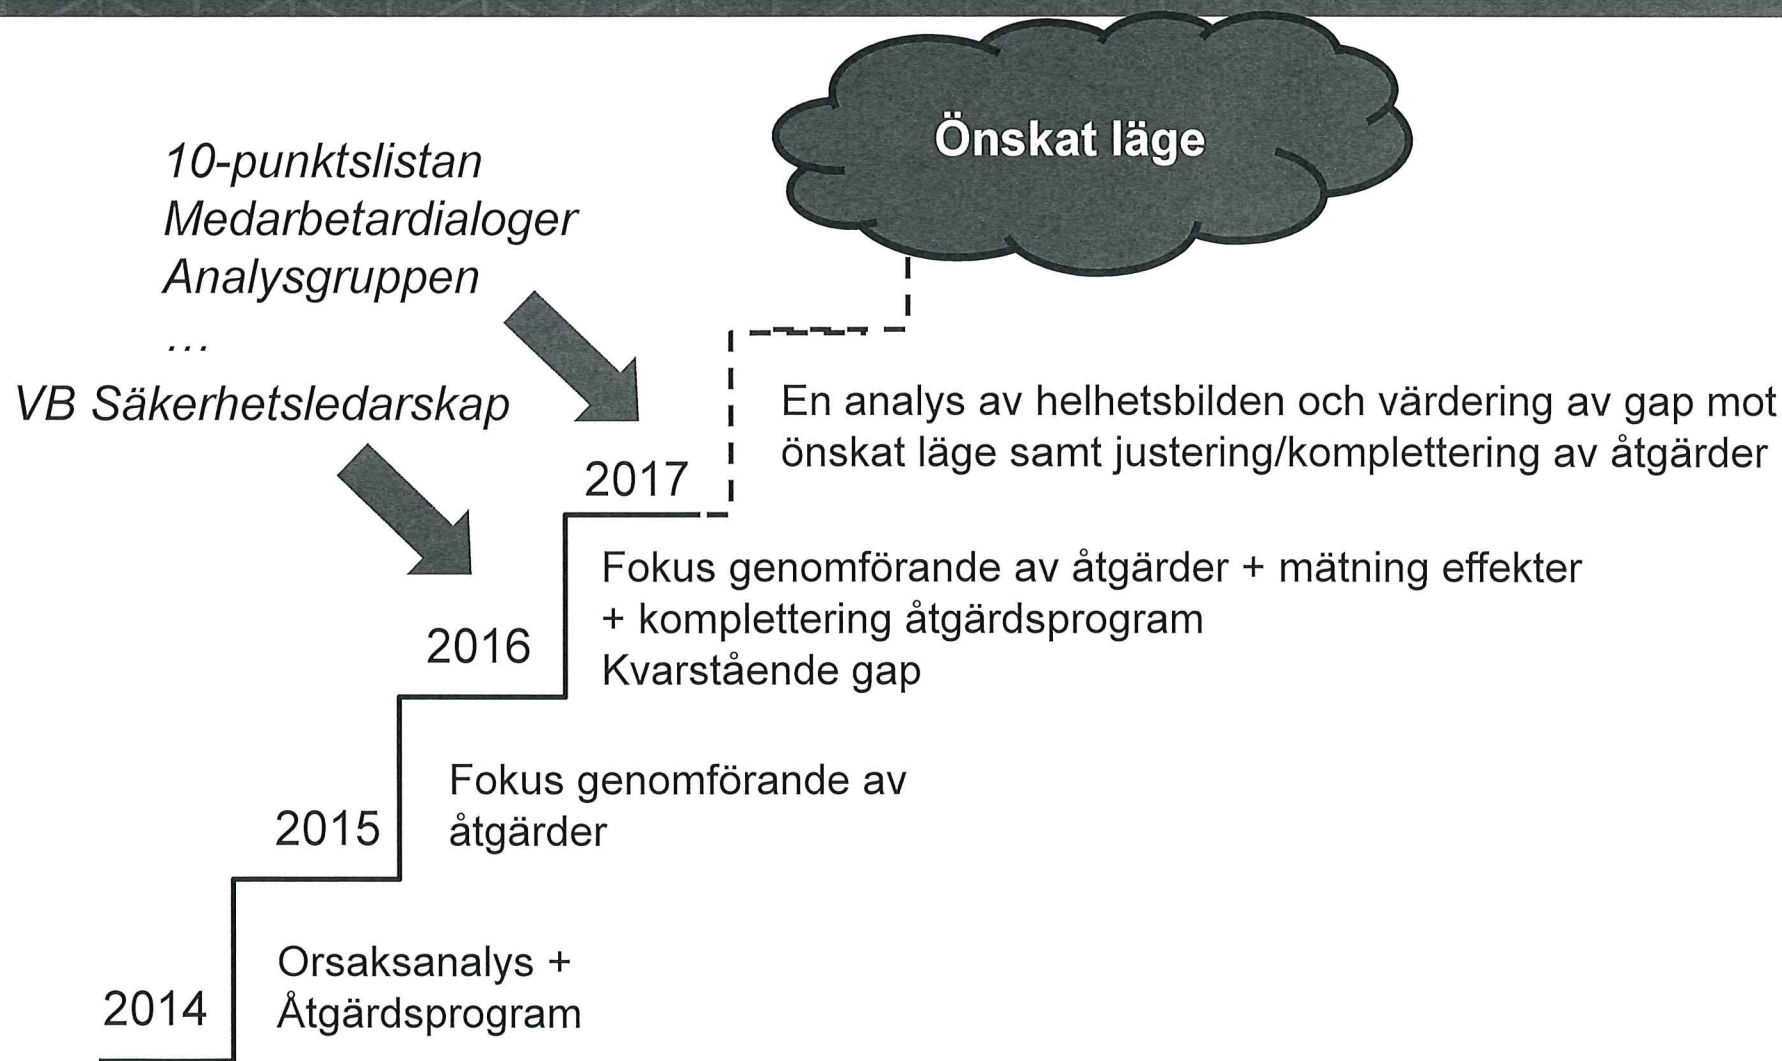 Önskat läge
10-punktslistan
Medarbetardialoger
Analysgruppen
...
VB Säkerhetsledarskap
2017
En analys av helhetsbilden och värdering av gap mot
önskat läge samt justering/komplettering av åtgärder
2016
Fokus genomförande av åtgärder + mätning effekter
+ komplettering åtgärdsprogram
Kvarstående gap
2015
Fokus genomförande av
åtgärder
2014
Orsaksanalys +
Åtgärdsprogram